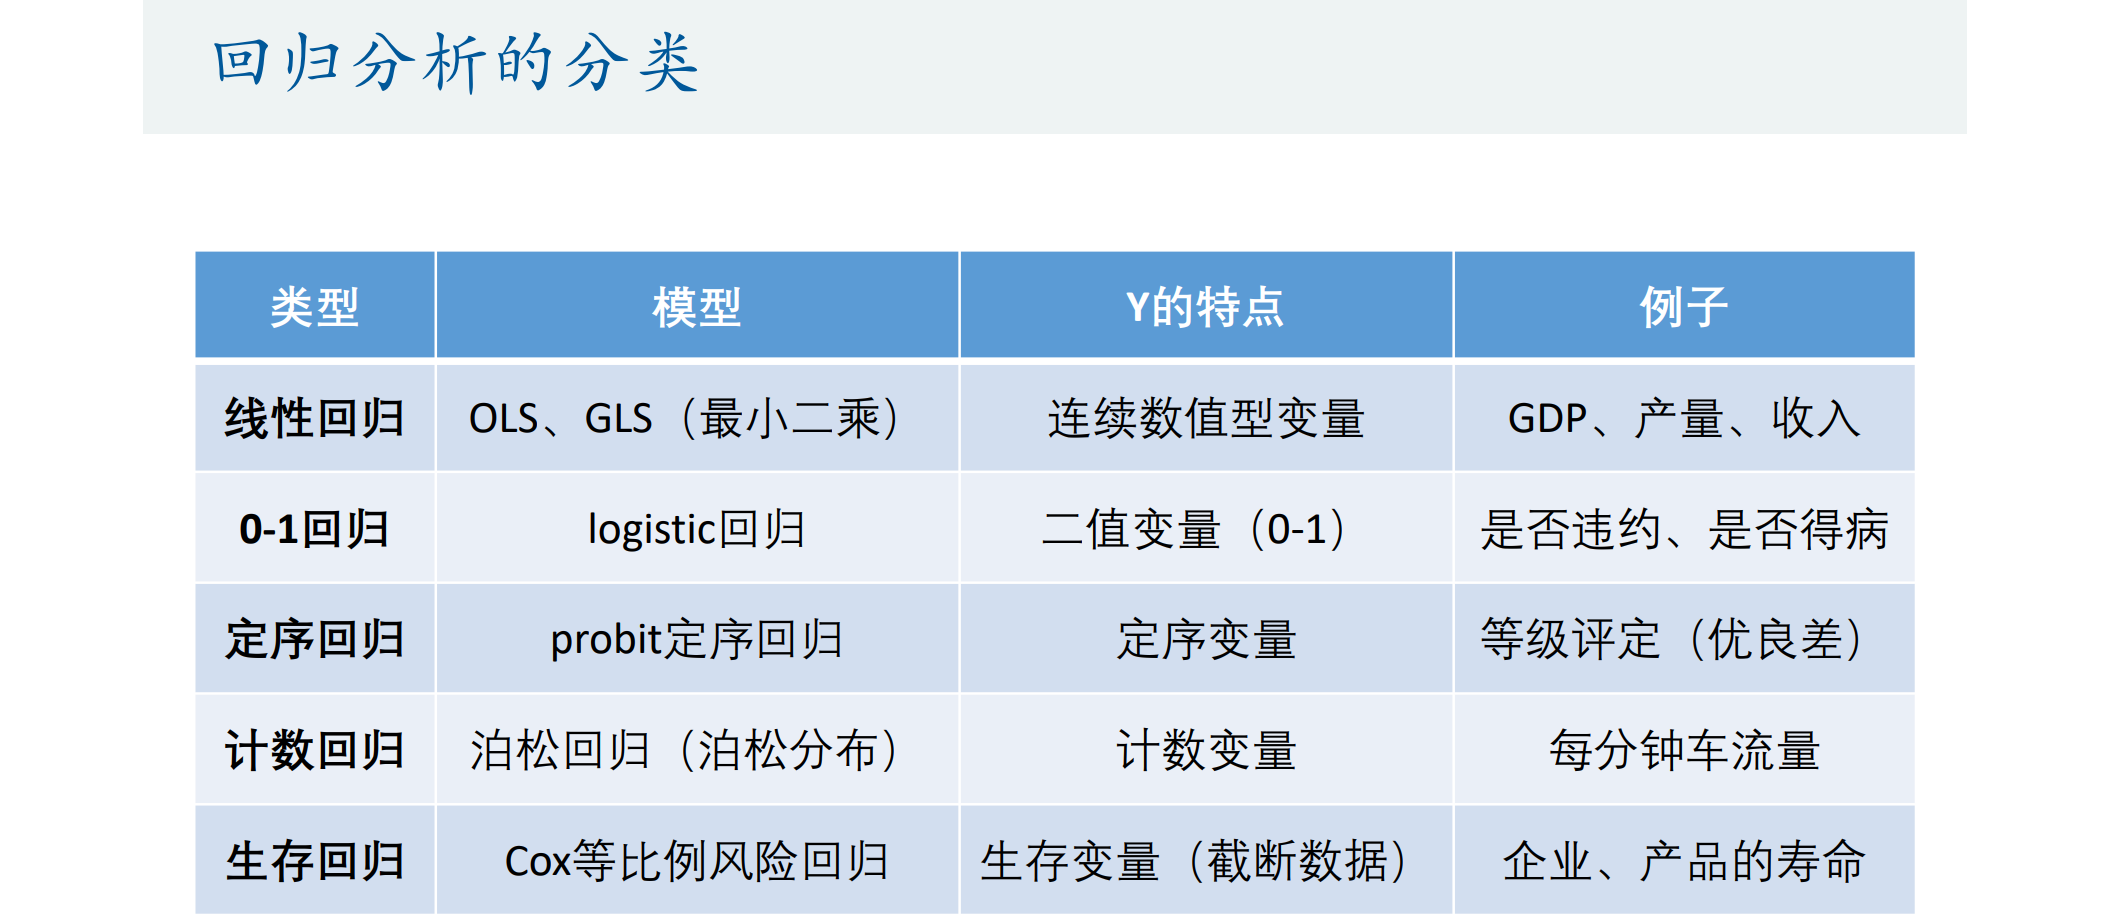 回归分析的分类
类型 模型 Y的特点 例子
线性回归 OLS、GLS（最小二乘） 连续数值型变量 GDP、产量、收入
0-1回归 logistic回归 二值变量（0-1） 是否违约、是否得病
定序回归 probit定序回归 定序变量 等级评定（优良差）
计数回归 泊松回归（泊松分布） 计数变量 每分钟车流量
生存回归 Cox等比例风险回归 生存变量（截断数据） 企业、产品的寿命